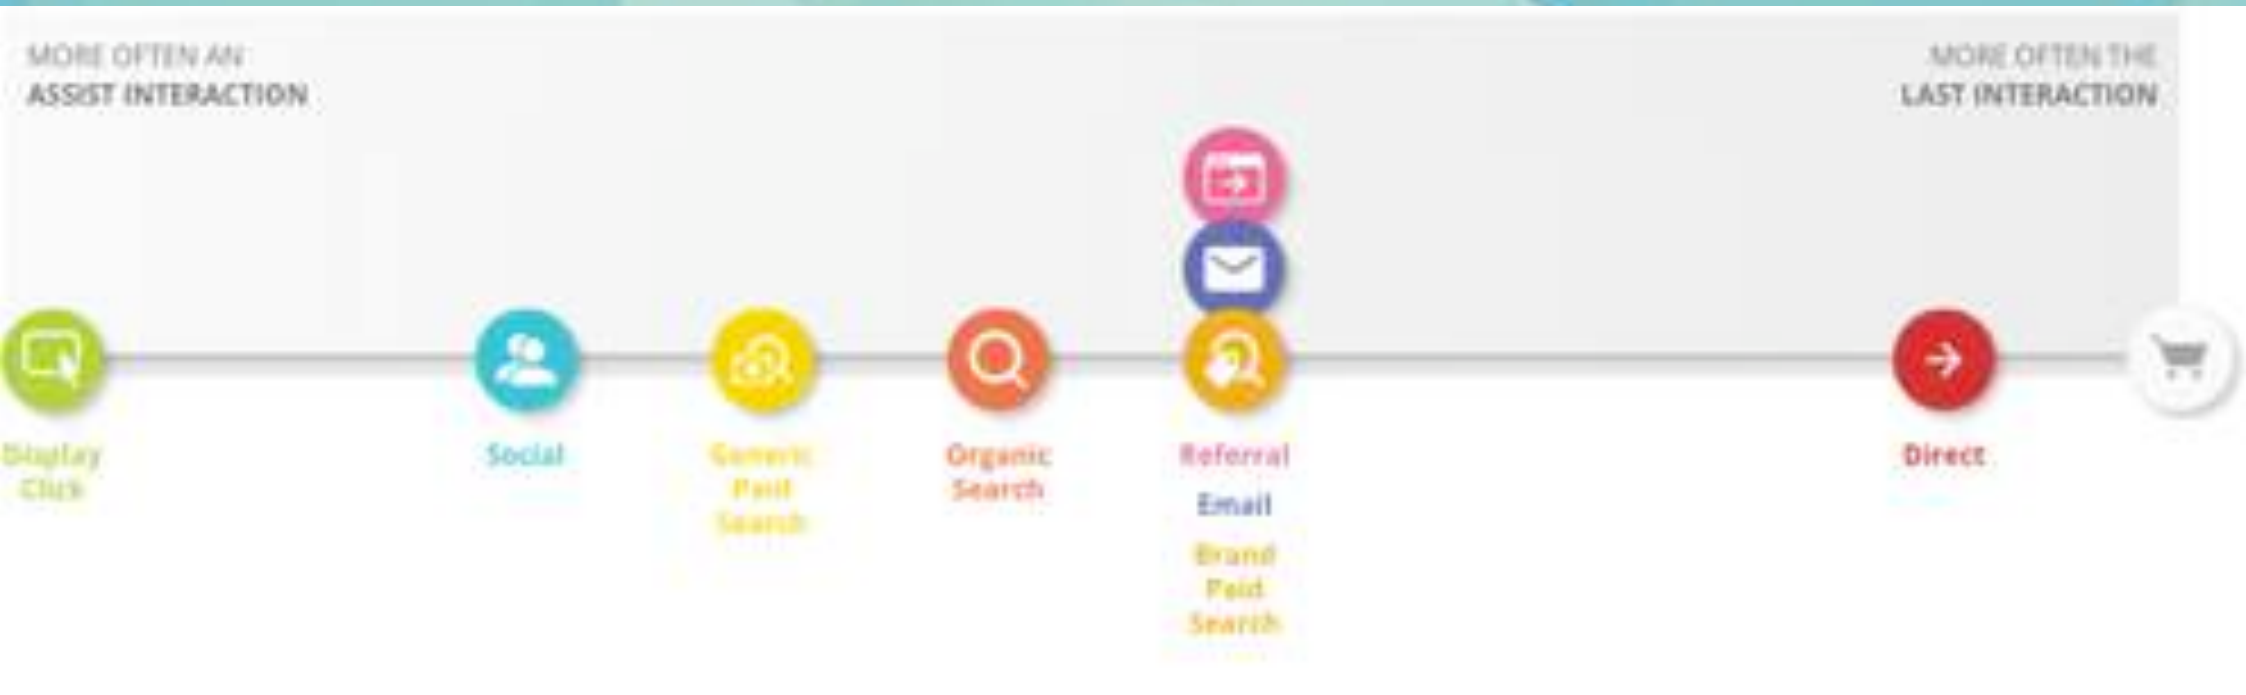 MORE OFTEN AN
ASSIST INTERACTION
MORE OFTEN THE
LAST INTERACTION
Display
Click
Social
Generic
Paid
Search
Organic
Search
Referral
Email
Brand
Paid
Search
Direct